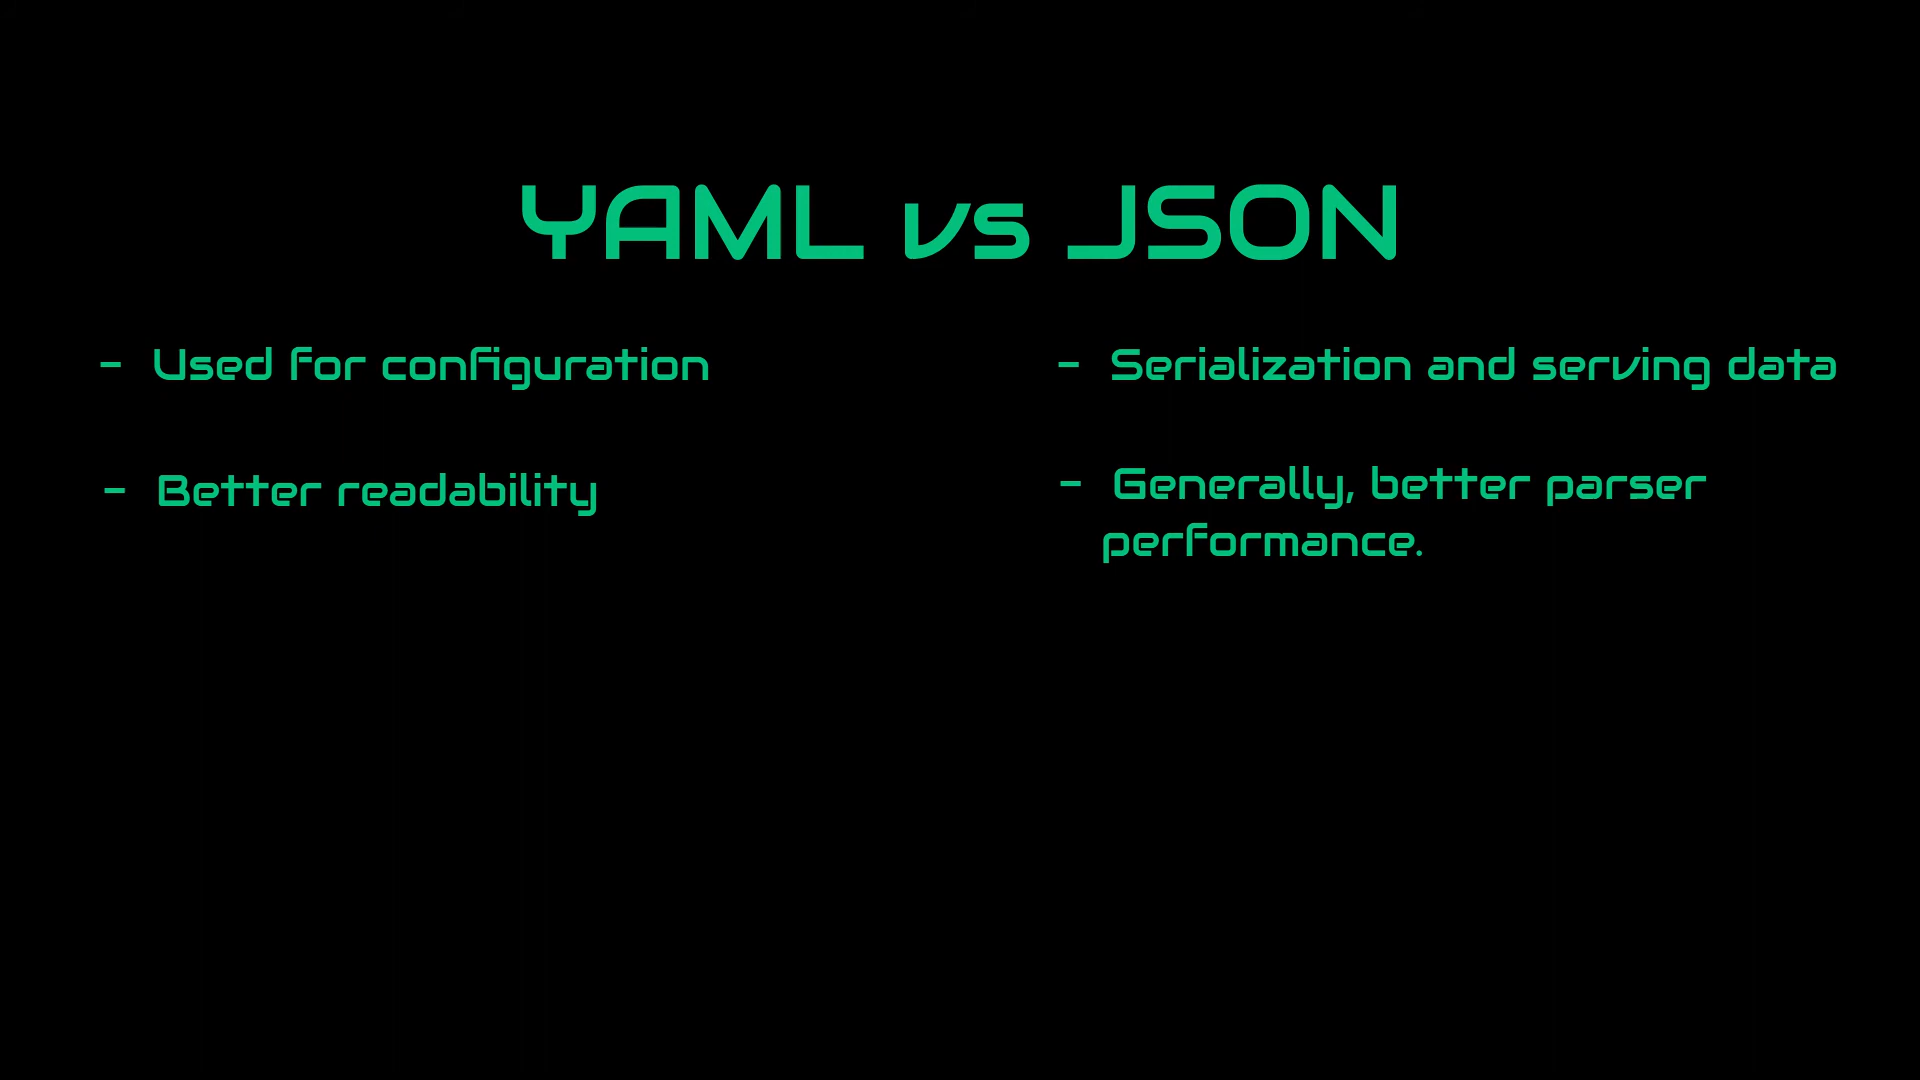 YAML vs JSON
- Used for configuration
- Better readability
- Serialization and serving data
- Generally, better parser
performance.